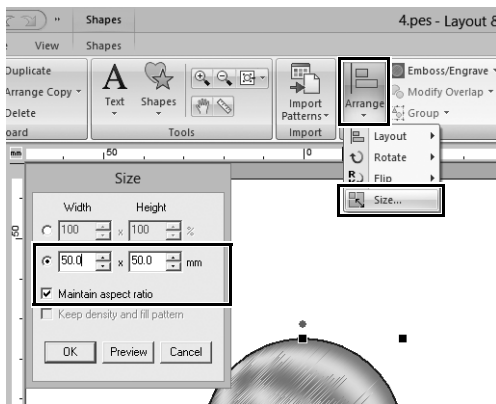 " Shapes 4.pes - Layout &
View Shapes
Duplicate
Arrange Copy
Delete
Text Shapes
Import Patterns
Arrange
Emboss/Engrave
Modify Overlap
Group
Tools Import
Layout
Rotate
Flip
Size...
mm 50 0
50
Size
Width Height
100 x 100 %
50.0 x 50.0 mm
Maintain aspect ratio
Keep density and fill pattern
OK Preview Cancel